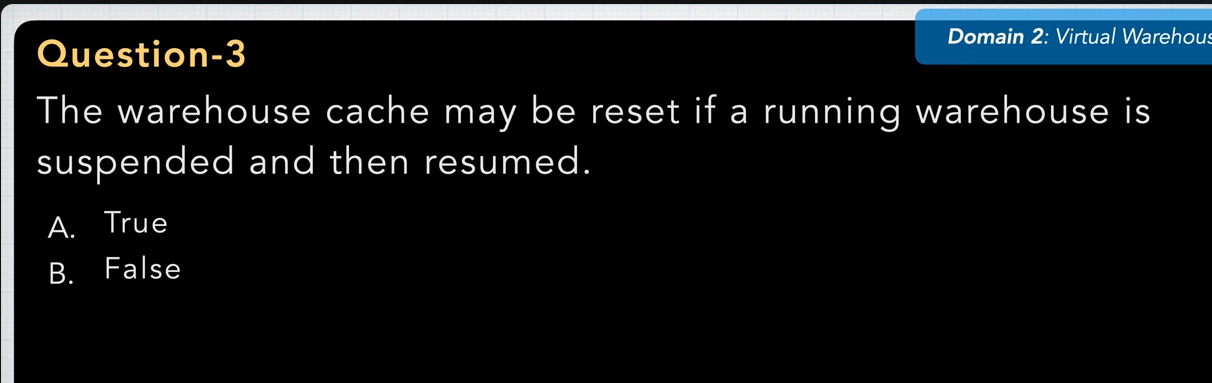 Domain 2: Virtual Warehous
Question-3
The warehouse cache may be reset if a running warehouse is
suspended and then resumed.
A. True
B. False